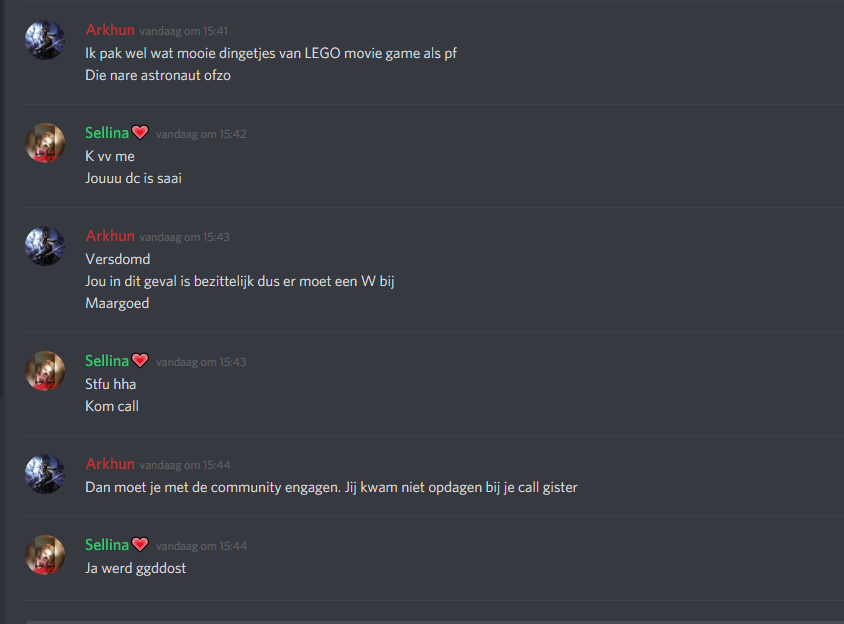 Arkhun vandaag om 15:41
Ik pak wel wat mooie dingetjes van LEGO movie game als pf
Die nare astronaut ofzo
Sellina❤️ vandaag om 15:42
K vv me
Jouuu dc is saai
Arkhun vandaag om 15:43
Versdomd
Jou in dit geval is bezittelijk dus er moet een W bij
Maargoed
Sellina❤️ vandaag om 15:43
Stfu hha
Kom call
Arkhun vandaag om 15:44
Dan moet je met de community engagen. Jij kwam niet opdagen bij je call gister
Sellina❤️ vandaag om 15:44
Ja werd ggddost